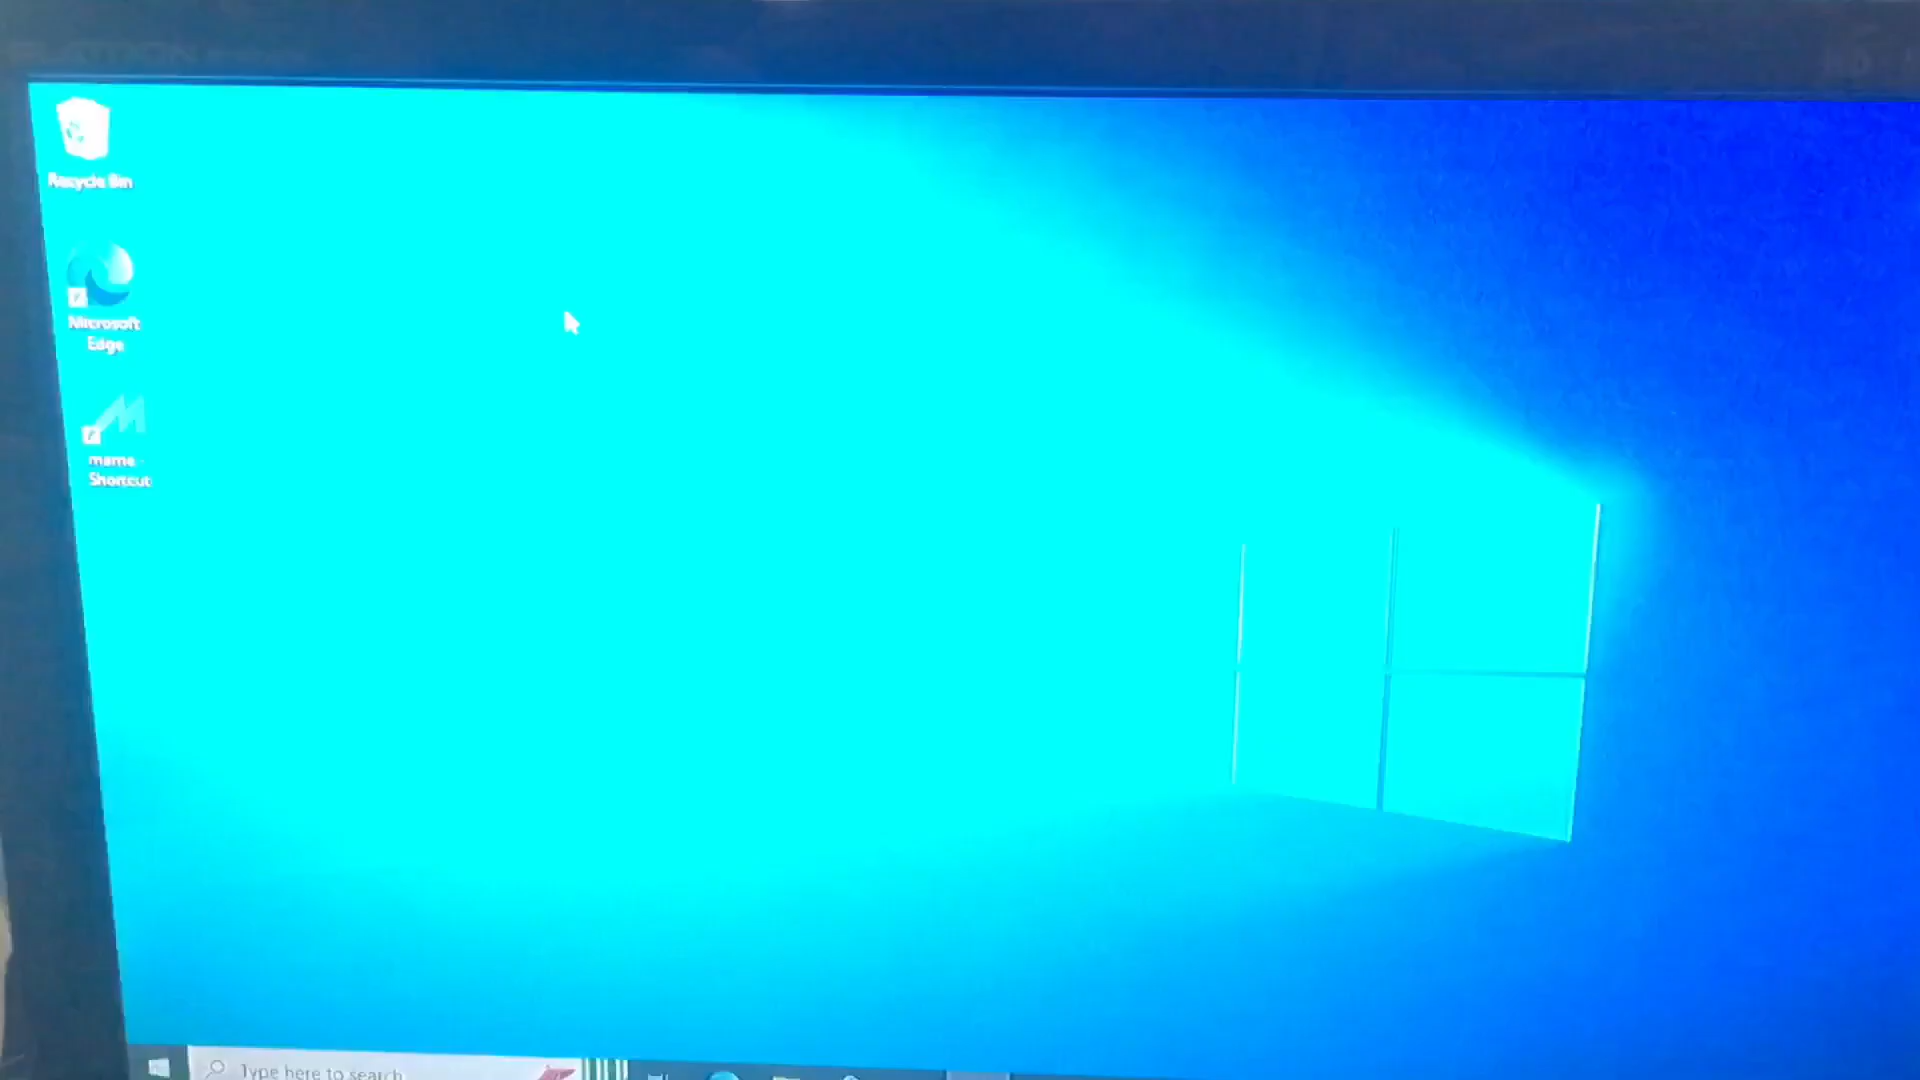 Recycle Bin
Microsoft
Edge
mame -
Shortcut
Type here to search